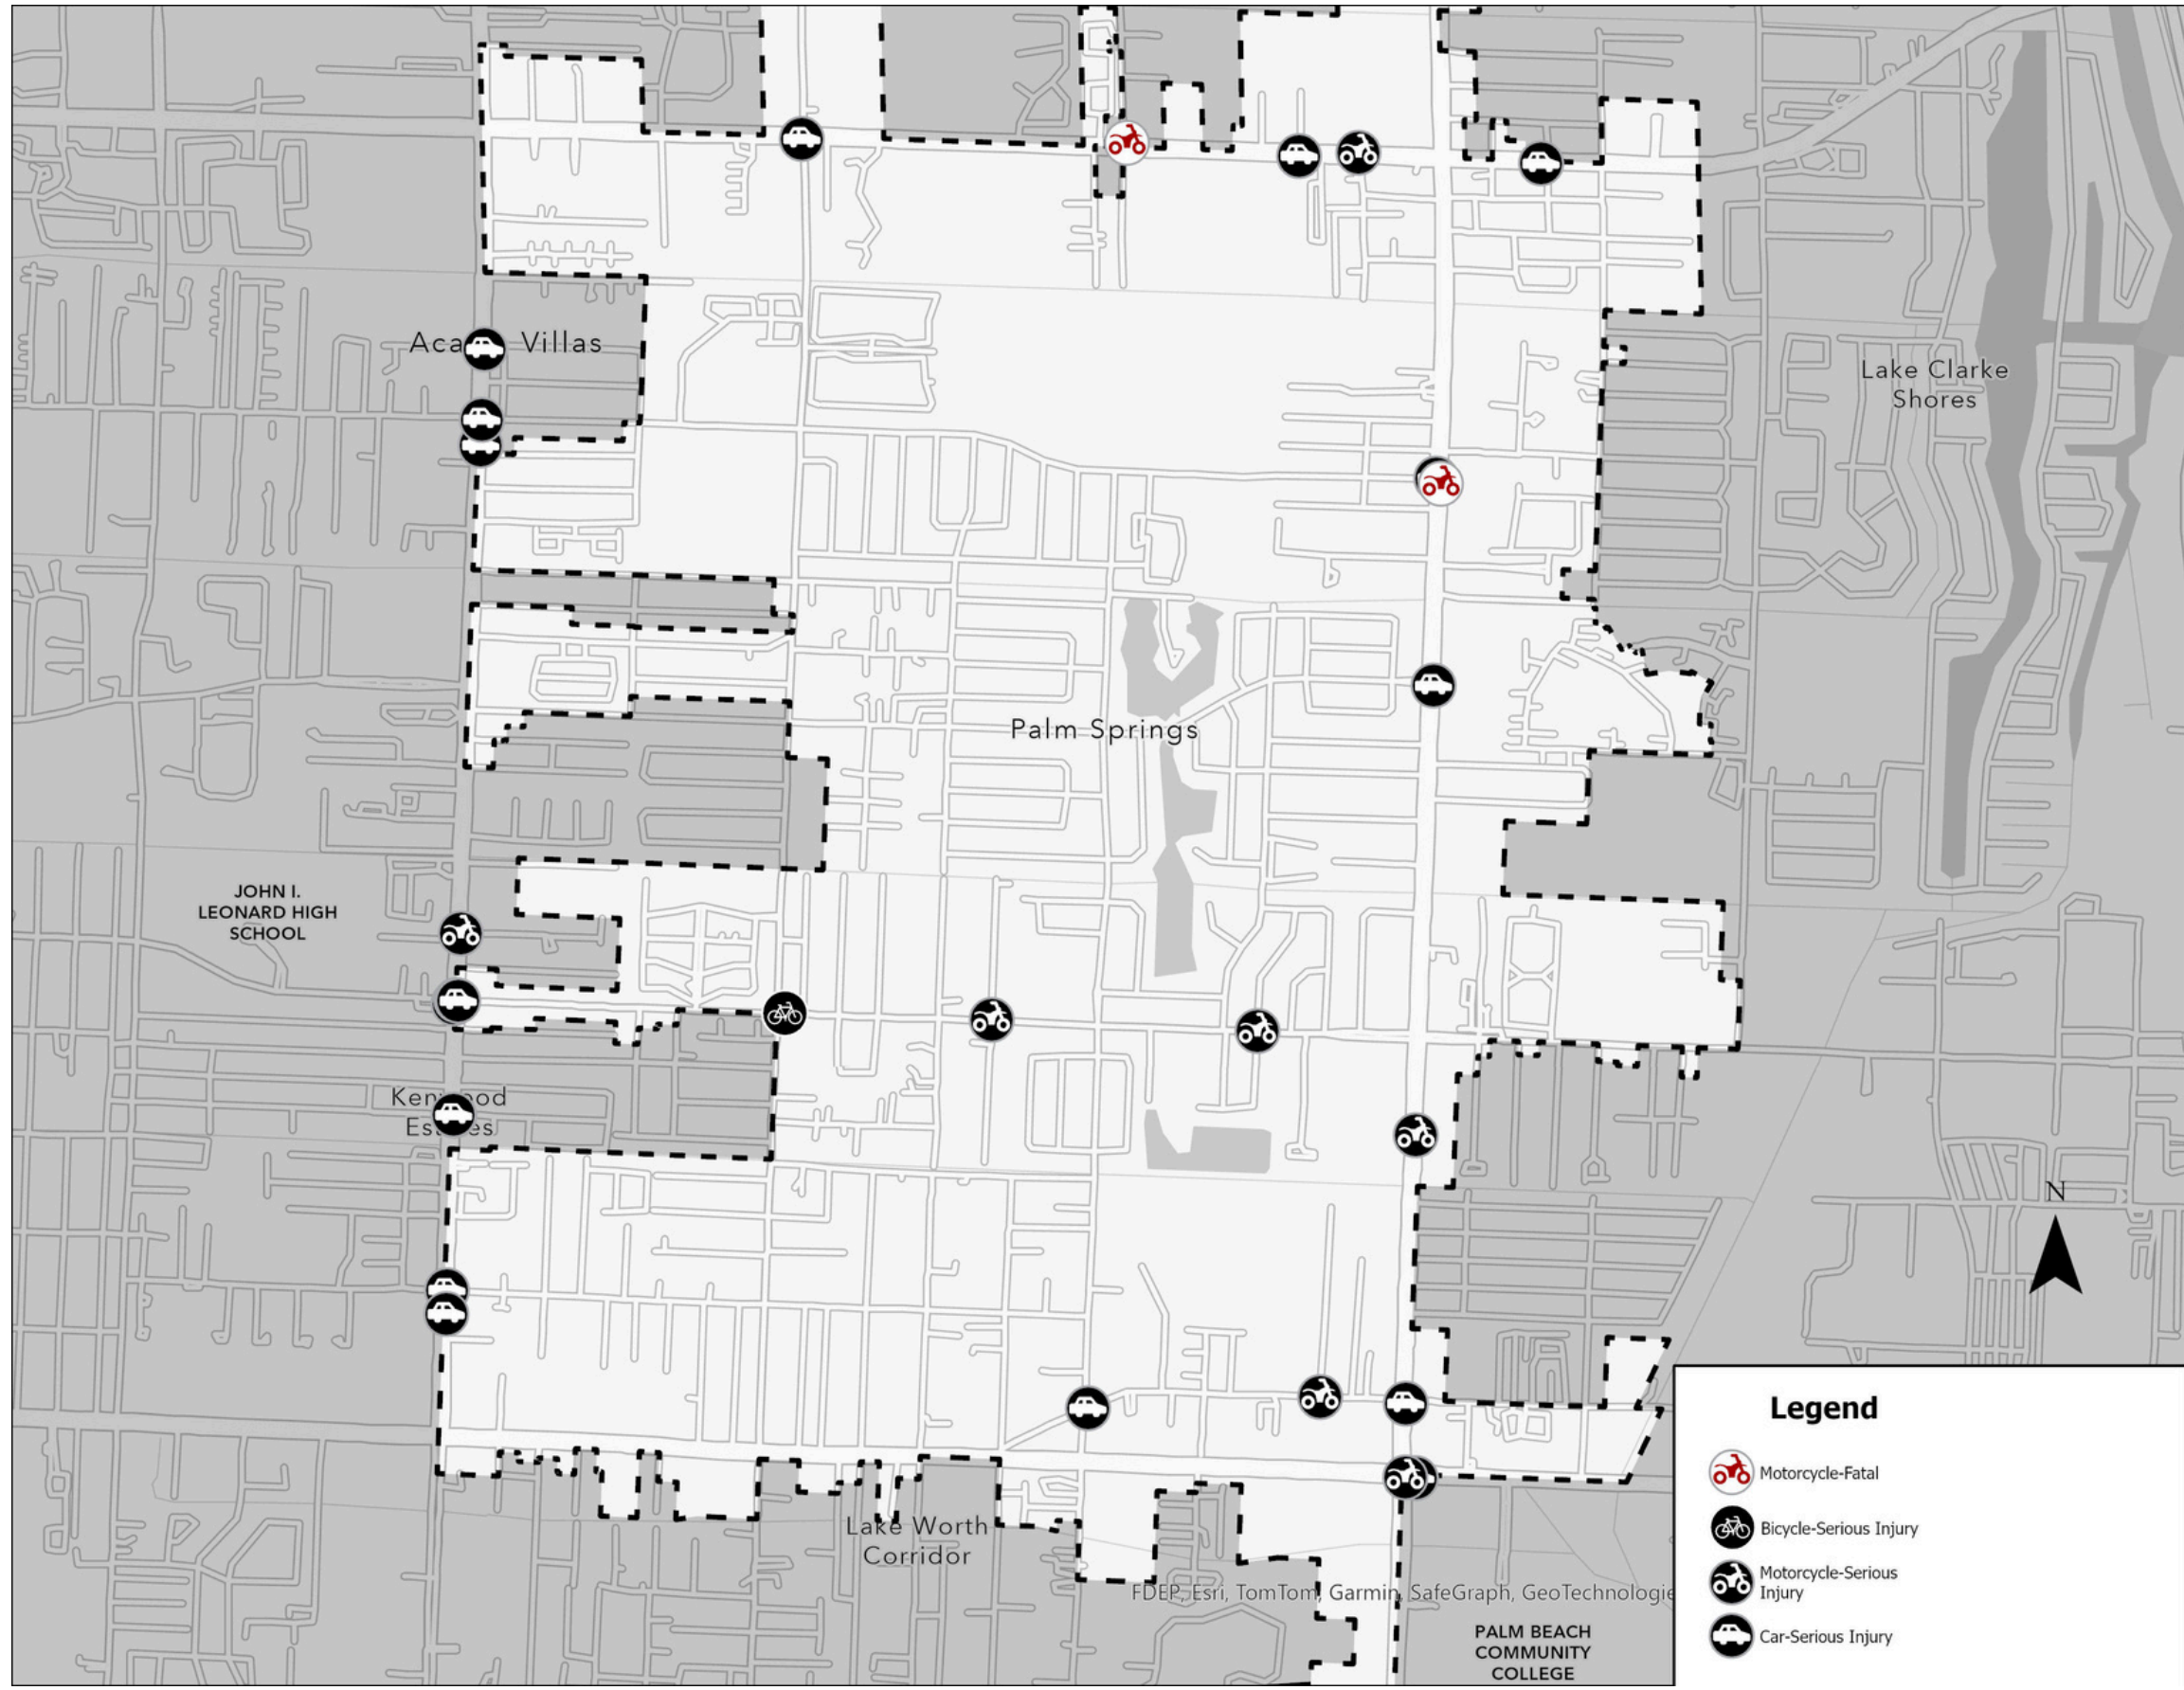 Aca Villas
Lake Clarke
Shores
Palm Springs
JOHN I.
LEONARD HIGH
SCHOOL
Ken ood
Es es
N
Lake Worth
Corridor
FDEP, Esri, TomTom, Garmin, SafeGraph, GeoTechnologie
PALM BEACH
COMMUNITY
COLLEGE
Legend
Motorcycle-Fatal
Bicycle-Serious Injury
Motorcycle-Serious
Injury
Car-Serious Injury